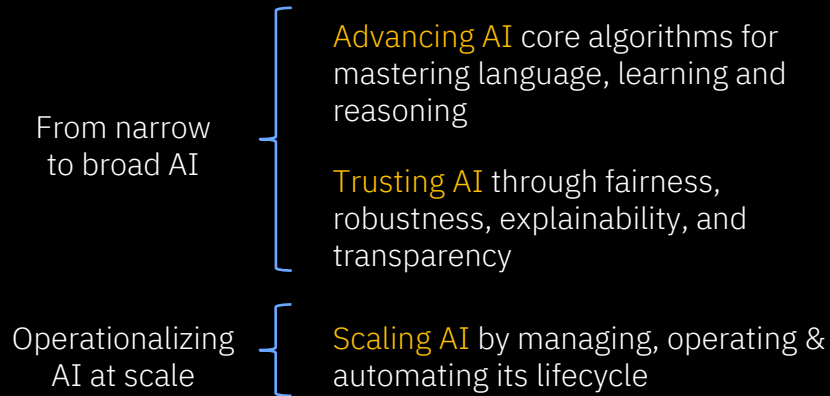 From narrow
to broad AI
Advancing AI core algorithms for
mastering language, learning and
reasoning
Trusting AI through fairness,
robustness, explainability, and
transparency
Operationalizing
AI at scale
Scaling AI by managing, operating &
automating its lifecycle